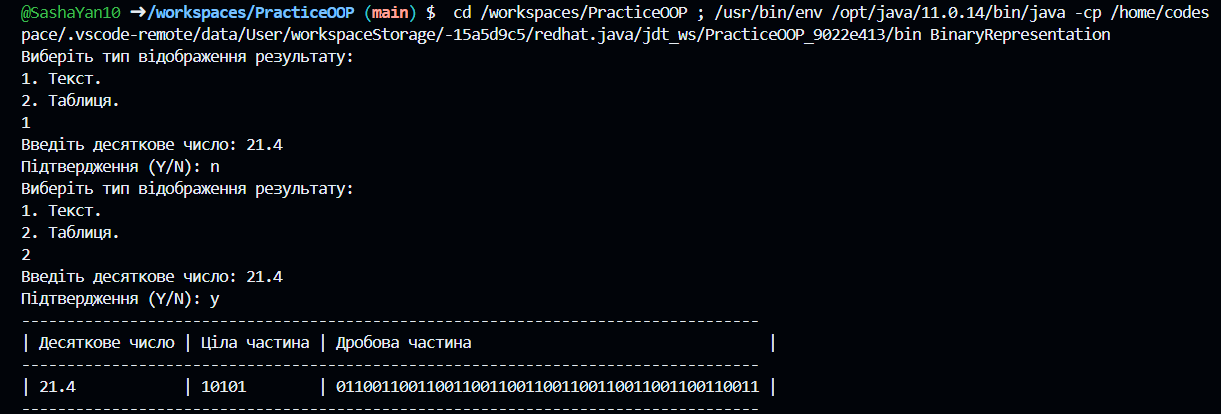 @SashaYan10 ➜/workspaces/PracticeOOP (main) $  cd /workspaces/PracticeOOP ; /usr/bin/env /opt/java/11.0.14/bin/java -cp /home/codes
pace/.vscode-remote/data/User/workspaceStorage/-15a5d9c5/redhat.java/jdt_ws/PracticeOOP_9022e413/bin BinaryRepresentation
Виберіть тип відображення результату:
1. Текст.
2. Таблиця.
1
Введіть десяткове число: 21.4
Підтвердження (Y/N): n
Виберіть тип відображення результату:
1. Текст.
2. Таблиця.
2
Введіть десяткове число: 21.4
Підтвердження (Y/N): y
----------------------------------------------------------------------------------
| Десяткове число | Ціла частина | Дробова частина                                 |
----------------------------------------------------------------------------------
| 21.4            | 10101        | 01100110011001100110011001100110011001100110011 |
----------------------------------------------------------------------------------